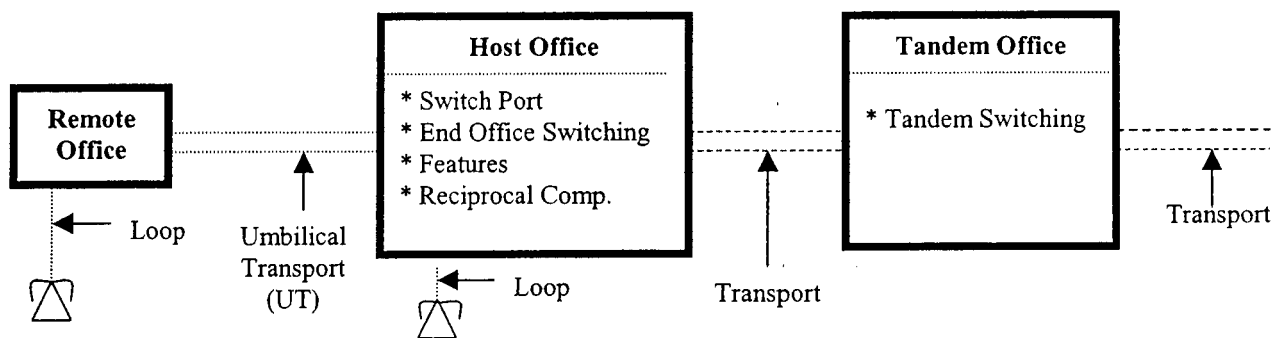 Remote
Office
Loop
Umbilical
Transport
(UT)
Host Office
* Switch Port
* End Office Switching
* Features
* Reciprocal Comp.
Loop
Transport
Tandem Office
* Tandem Switching
Transport